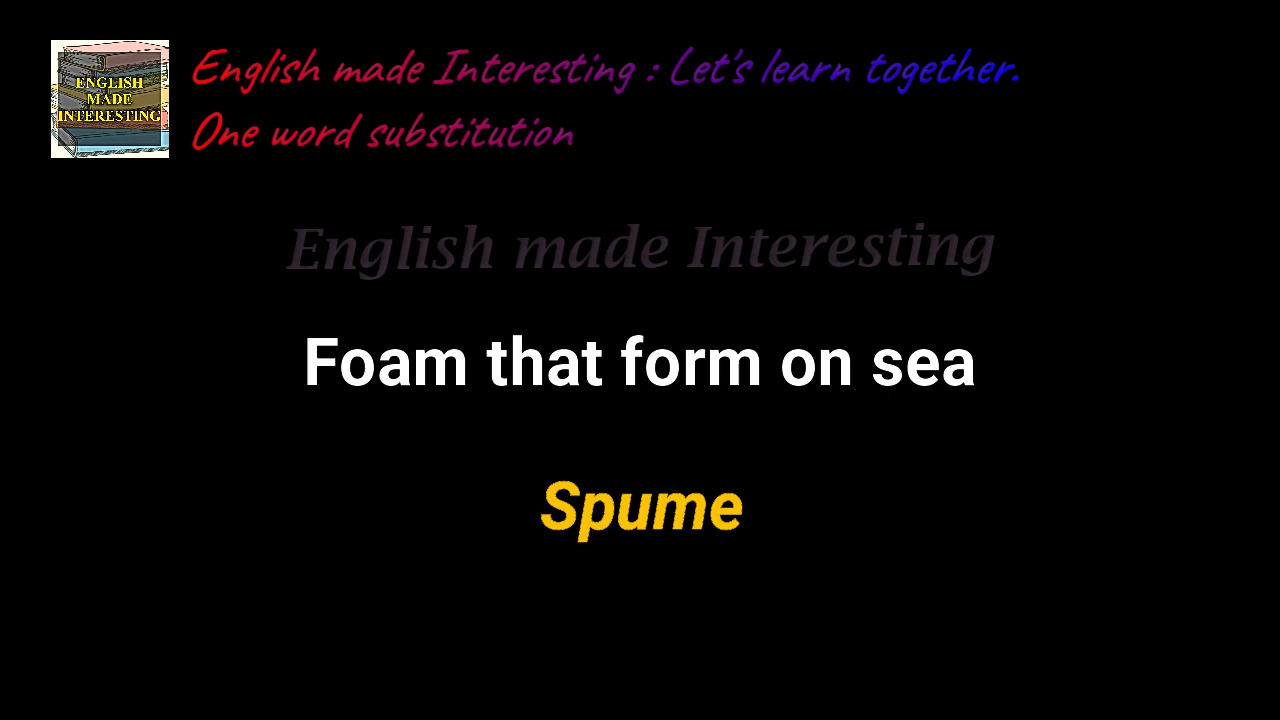 ENGLISH
MADE
INTERESTING
English made Interesting : Let's learn together.
One word substitution
English made Interesting
Foam that form on sea
Spume